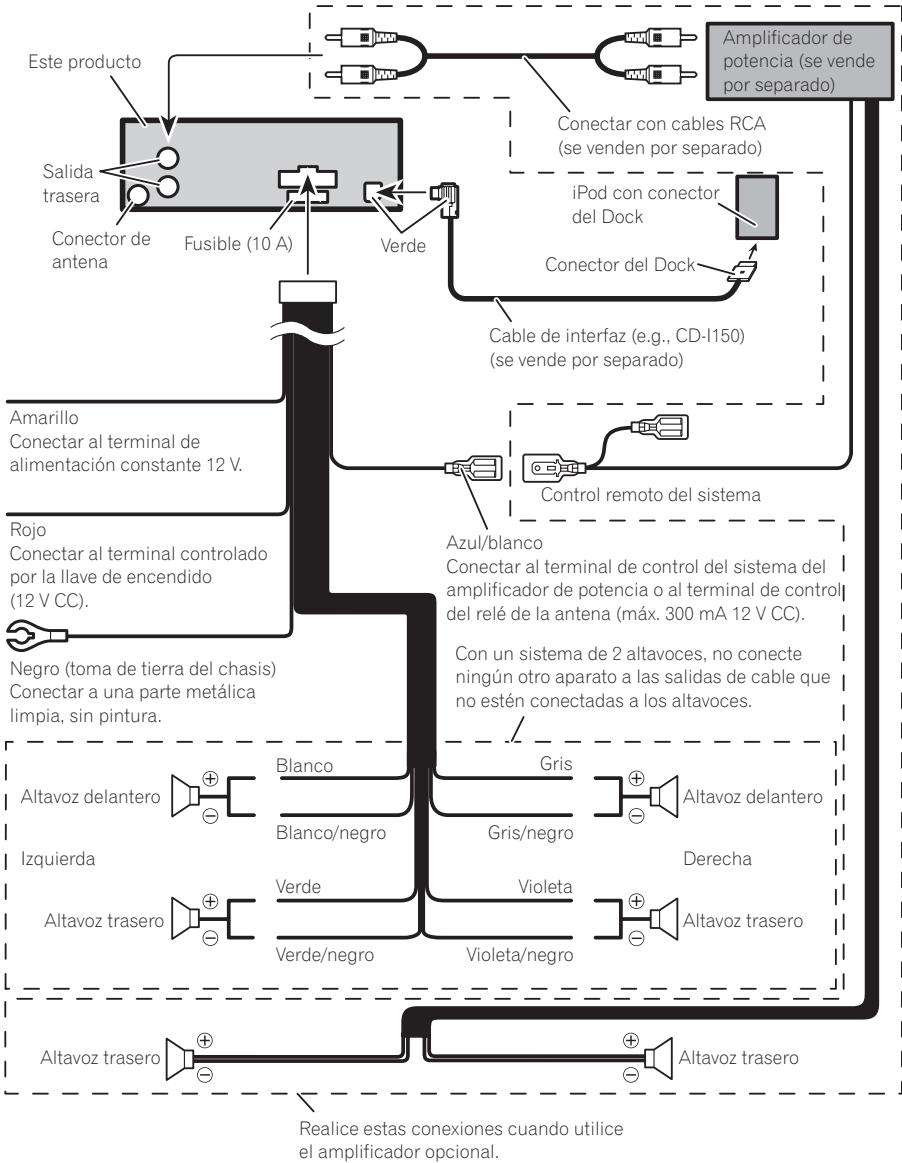 Amplificador de
potencia (se vende
por separado)
Este producto
Conectar con cables RCA
(se venden por separado)
Salida
trasera
iPod con conector
del Dock
Conector de
antena
Fusible (10 A)
Verde
Conector del Dock
Cable de interfaz (e.g., CD-I150)
(se vende por separado)
Amarillo
Conectar al terminal de
alimentación constante 12 V.
Control remoto del sistema
Rojo
Conectar al terminal controlado
por la llave de encendido
(12 V CC).
Azul/blanco
Conectar al terminal de control del sistema del
amplificador de potencia o al terminal de control
del relé de la antena (máx. 300 mA 12 V CC).
Negro (toma de tierra del chasis)
Conectar a una parte metálica
limpia, sin pintura.
Con un sistema de 2 altavoces, no conecte
ningún otro aparato a las salidas de cable que
no estén conectadas a los altavoces.
Blanco
Gris
+
+
Altavoz delantero
Altavoz delantero
−
−
Blanco/negro
Gris/negro
Izquierda
Derecha
Verde
Violeta
+
+
Altavoz trasero
Altavoz trasero
−
−
Verde/negro
Violeta/negro
+
+
Altavoz trasero
Altavoz trasero
−
−
Realice estas conexiones cuando utilice
el amplificador opcional.